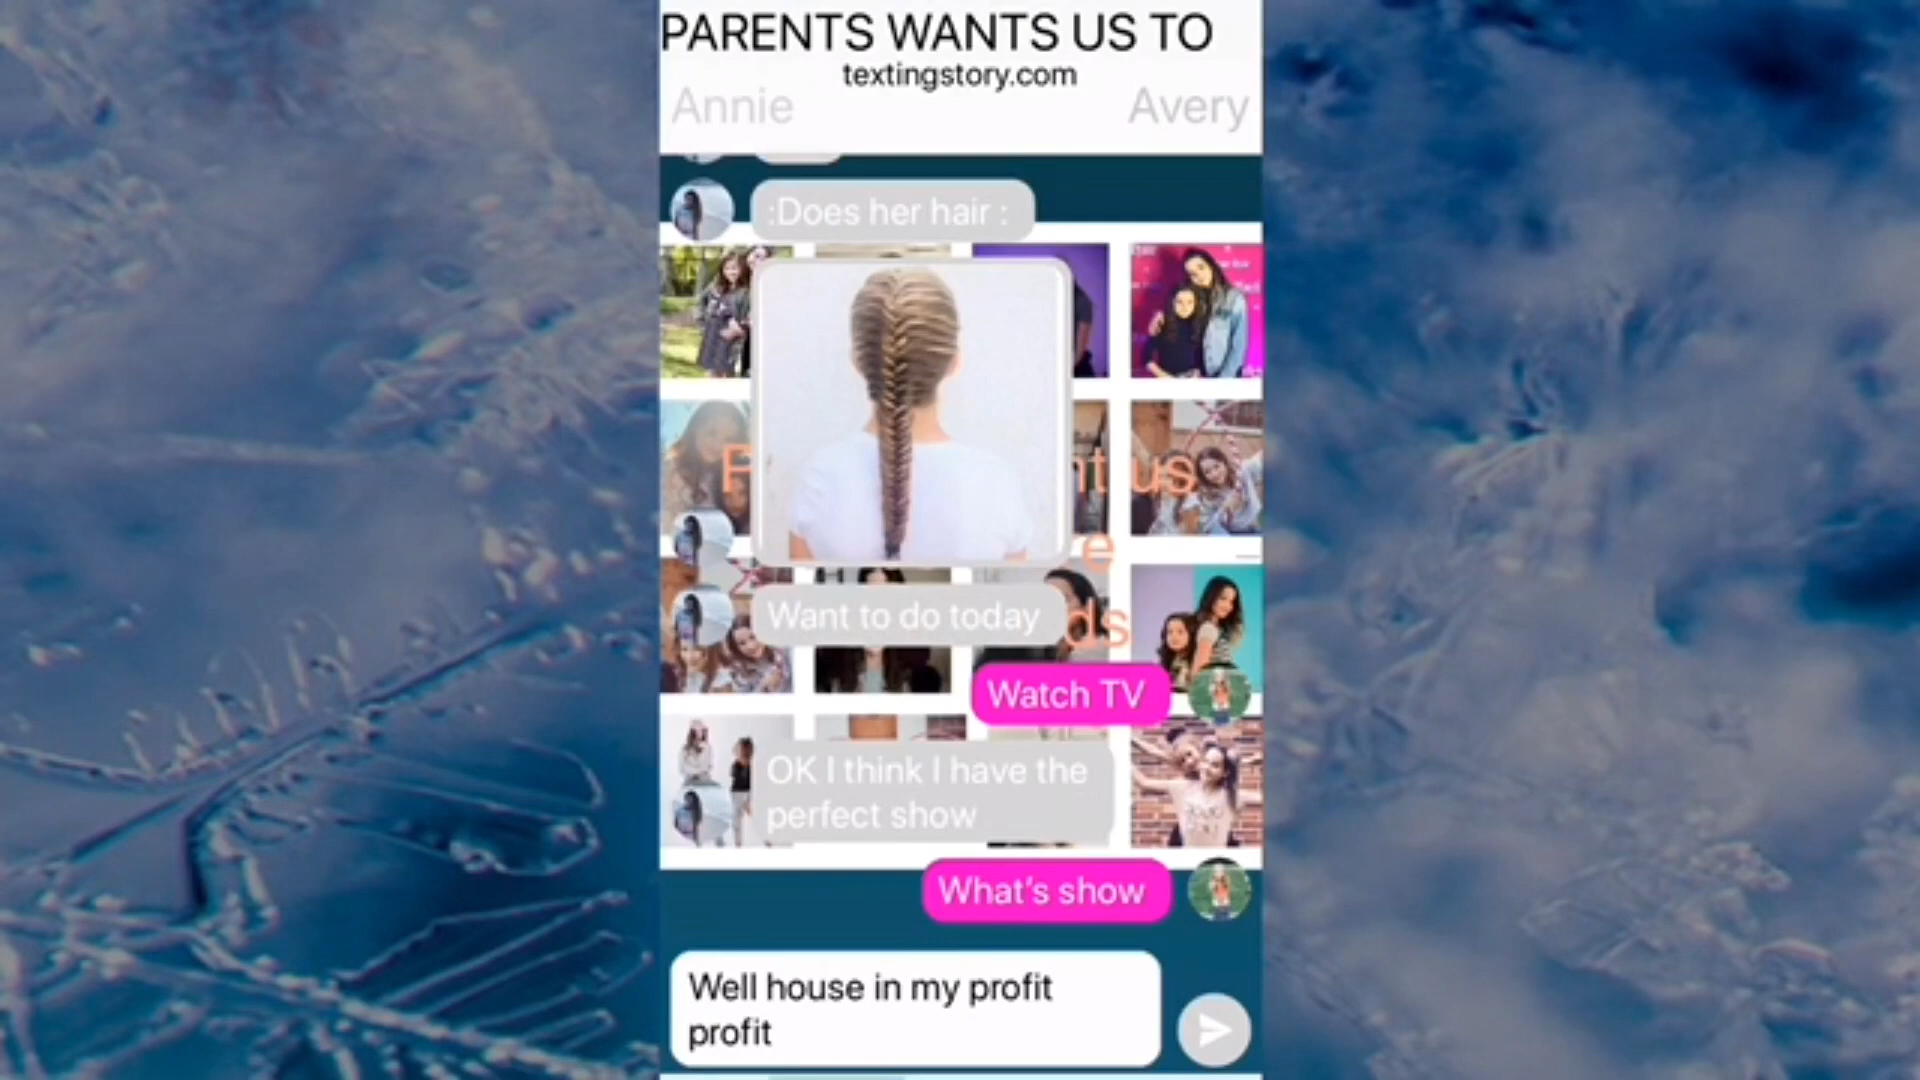 PARENTS WANTS US TO
textingstory.com
Annie
Avery
:Does her hair :
us
Want to do today
Watch TV
OK I think I have the
perfect show
What's show
Well house in my profit
profit